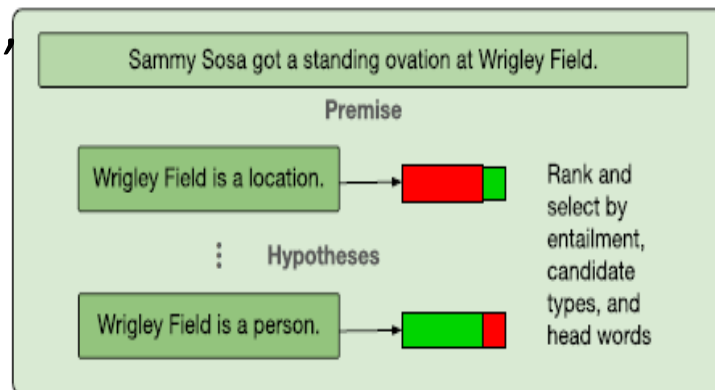 ,
Sammy Sosa got a standing ovation at Wrigley Field.
Premise
Wrigley Field is a location.
Rank and
select by
entailment,
candidate
types, and
head words
⋮ Hypotheses
Wrigley Field is a person.